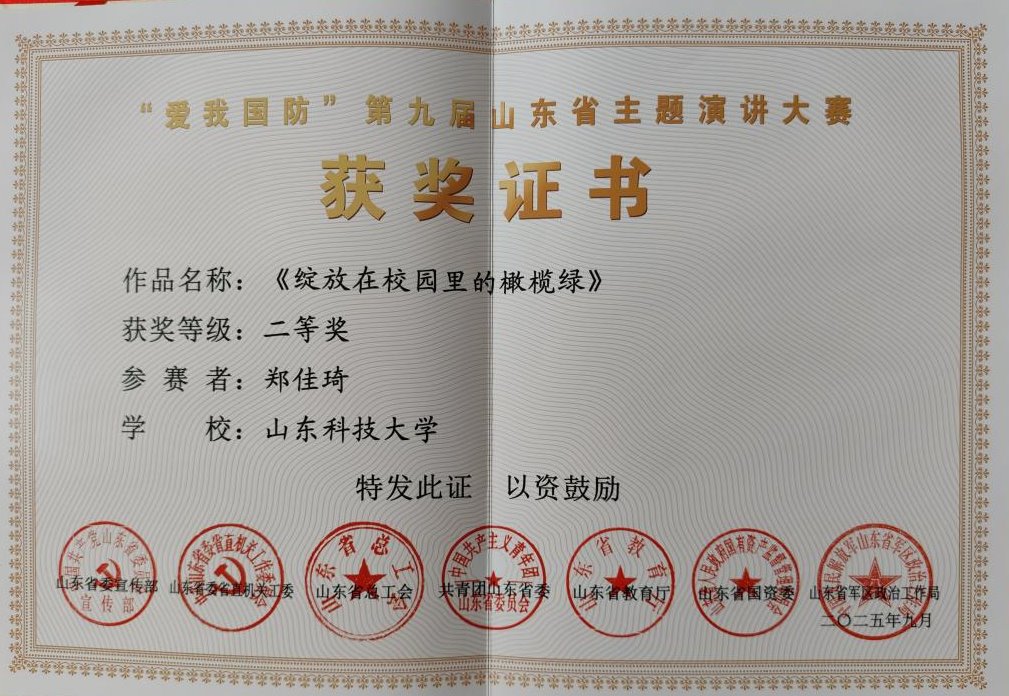 “爱我国防”第九届山东省主题演讲大赛
获奖证书
作品名称：《绽放在校园里的橄榄绿》
获奖等级：二等奖
参赛者：郑佳琦
学校：山东科技大学
特发此证 以资鼓励
山东省委宣传部 山东省委省直机关工委 山东省总工会 共青团山东省委 山东省教育厅 山东省国资委 山东省军区政治工作局
二〇二五年九月